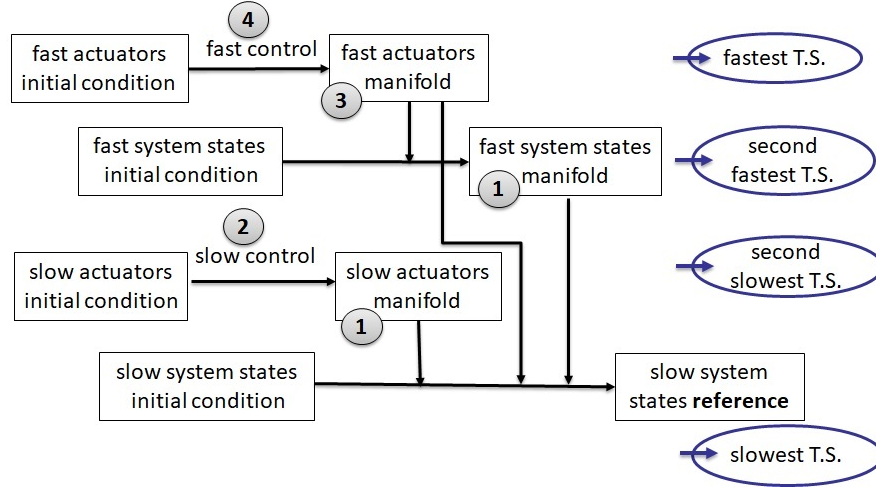 4
fast actuators
initial condition
fast control
fast actuators
manifold
fastest T.S.
3
fast system states
initial condition
fast system states
manifold
second
fastest T.S.
1
2
slow control
slow actuators
initial condition
slow actuators
manifold
second
slowest T.S.
1
slow system states
initial condition
slow system
states reference
slowest T.S.